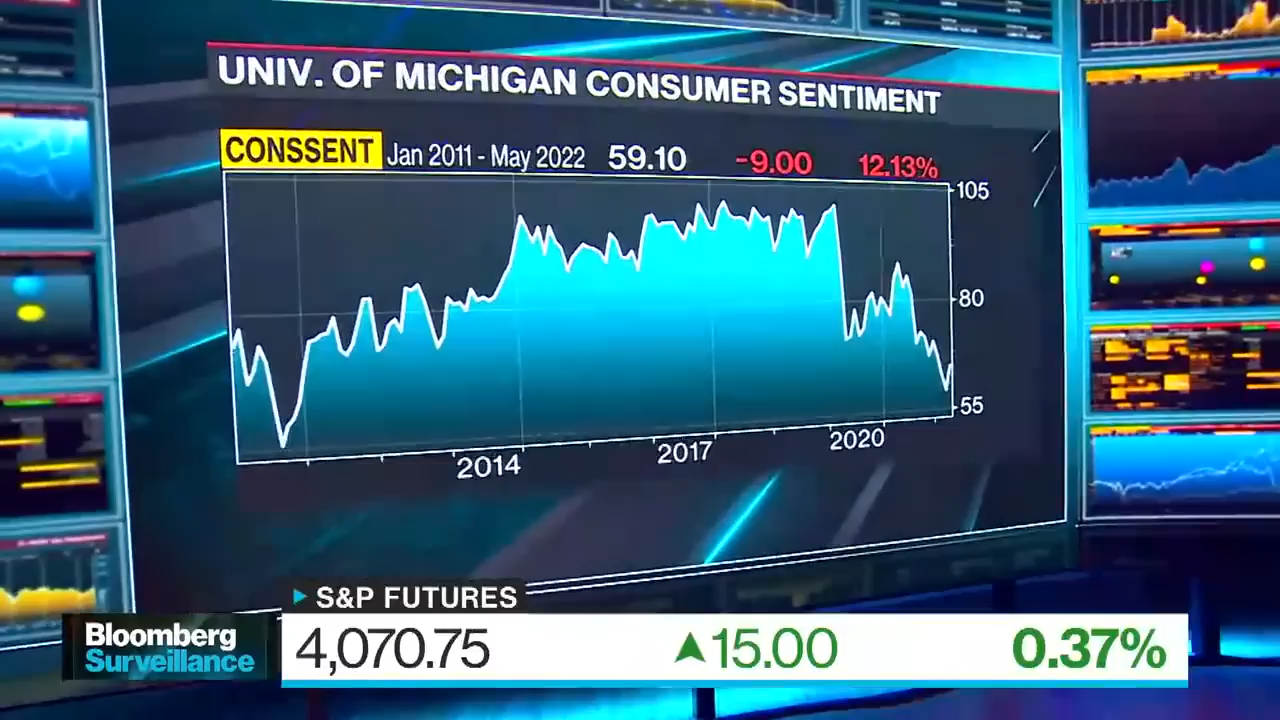 UNIV. OF MICHIGAN CONSUMER SENTIMENT
CONSSENT Jan 2011 - May 2022 59.10 -9.00 12.13%
105
80
55
2014 2017 2020
S&P FUTURES
Bloomberg
Surveillance
4,070.75 15.00 0.37%